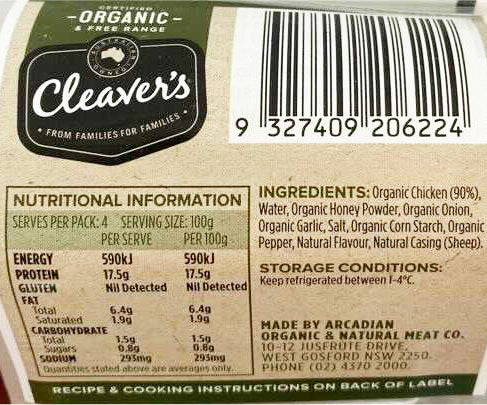 CERTIFIED
-ORGANIC-
& FREE RANGE
AUSTRALIAN OWNED
Cleaver's
• FROM FAMILIES FOR FAMILIES •
9 327409 206224
NUTRITIONAL INFORMATION
SERVES PER PACK: 4 SERVING SIZE: 100g
PER SERVE PER 100g
ENERGY 590kJ 590kJ
PROTEIN 17.5g 17.5g
GLUTEN Nil Detected Nil Detected
FAT
Total 6.4g 6.4g
Saturated 1.9g 1.9g
CARBOHYDRATE
Total 1.5g 1.5g
Sugars 0.8g 0.8g
SODIUM 293mg 293mg
Quantities stated above are averages only.
INGREDIENTS: Organic Chicken (90%),
Water, Organic Honey Powder, Organic Onion,
Organic Garlic, Salt, Organic Corn Starch, Organic
Pepper, Natural Flavour, Natural Casing (Sheep).
STORAGE CONDITIONS:
Keep refrigerated between 1-4°C.
MADE BY ARCADIAN
ORGANIC & NATURAL MEAT CO.
10-12 JUSFRUTE DRIVE,
WEST GOSFORD NSW 2250.
PHONE (02) 4370 2000.
RECIPE & COOKING INSTRUCTIONS ON BACK OF LABEL